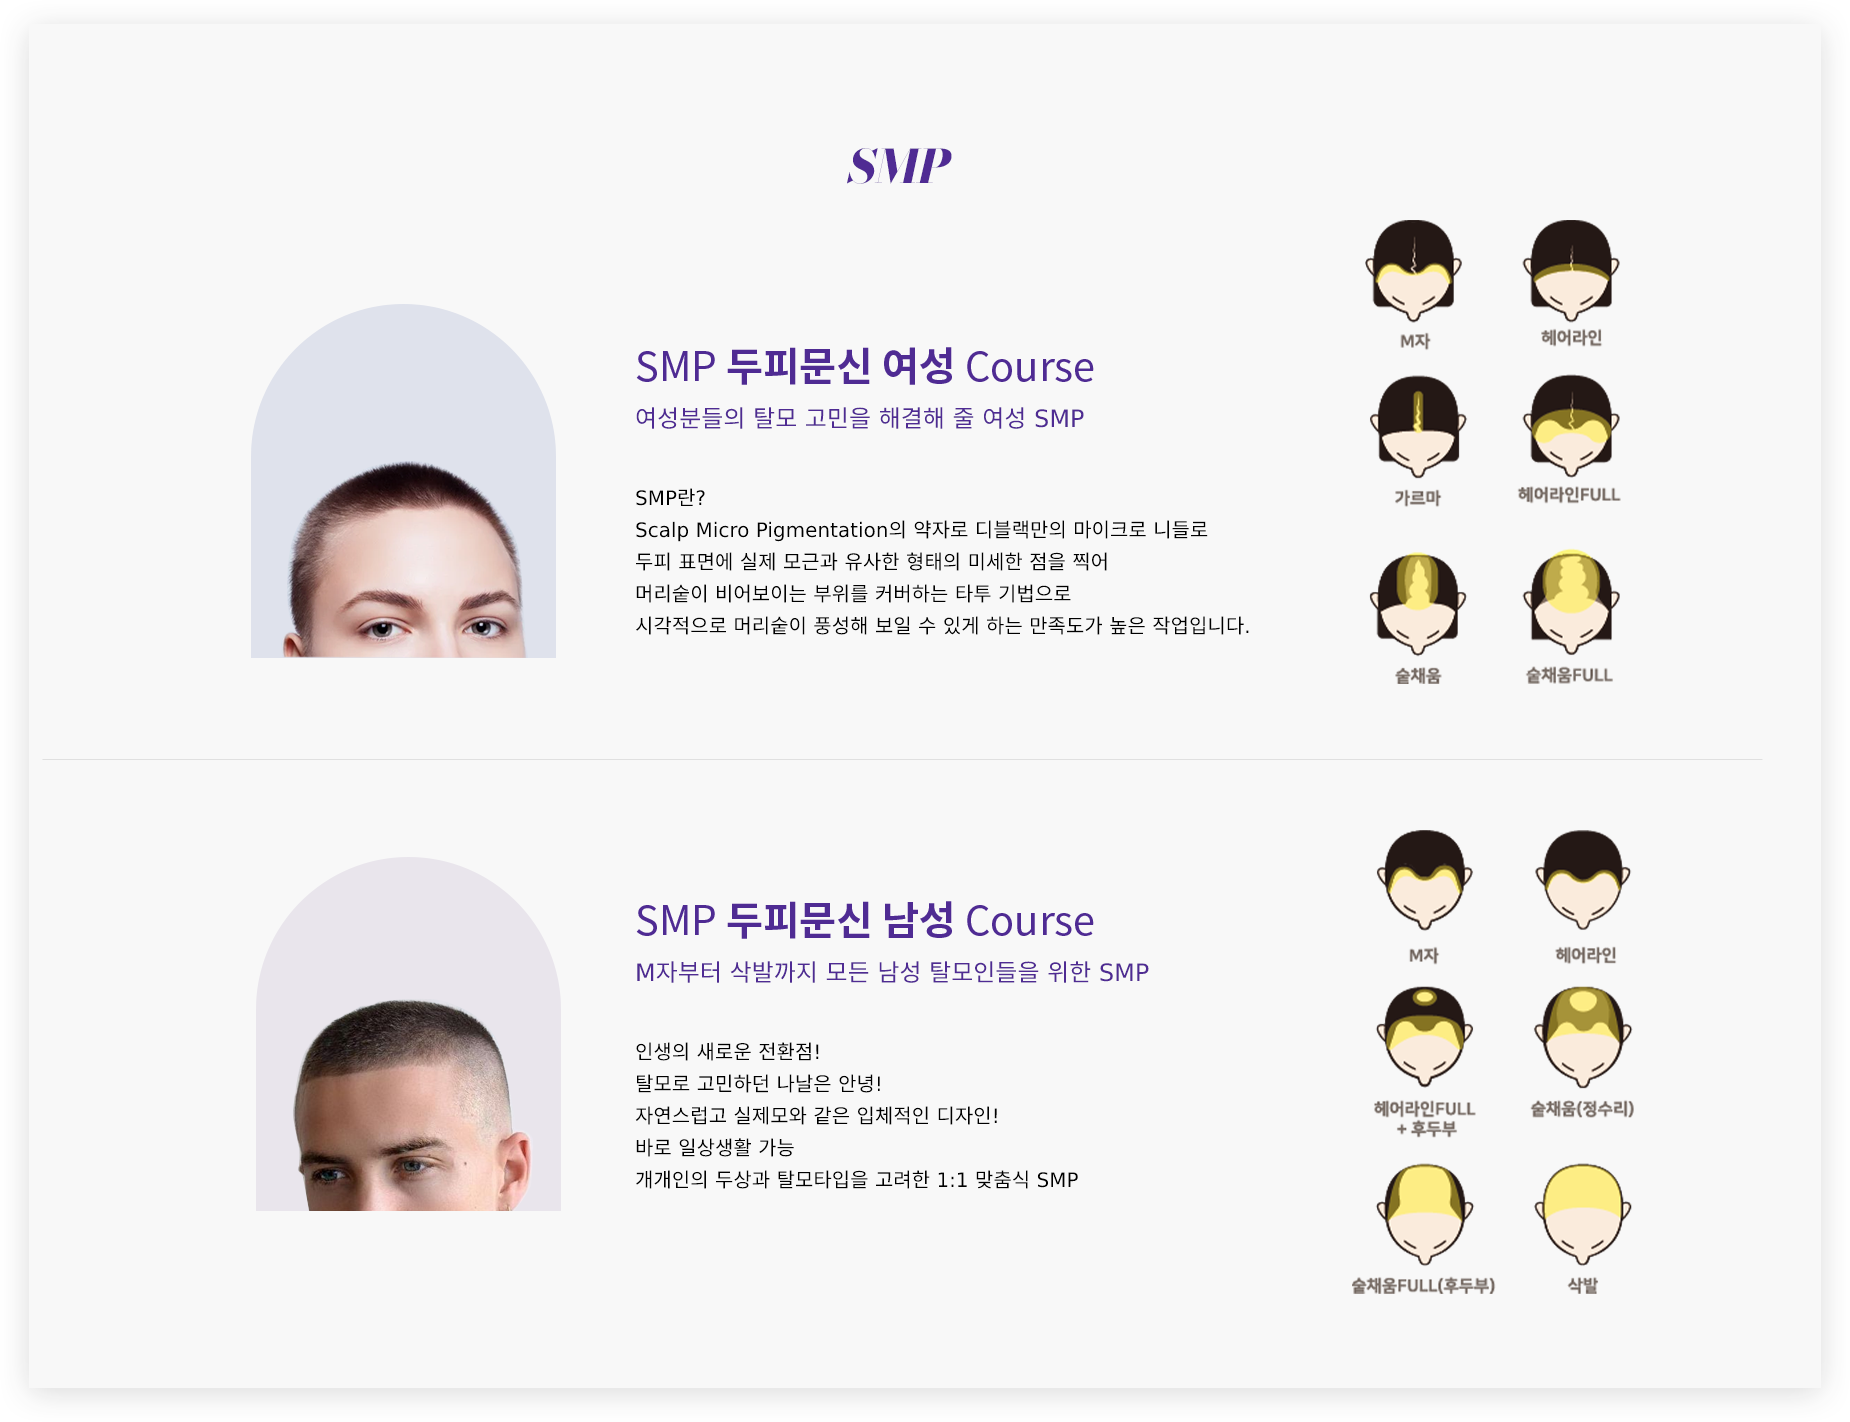 SMP
SMP 두피문신 여성 Course
여성분들의 탈모 고민을 해결해 줄 여성 SMP
SMP란?
Scalp Micro Pigmentation의 약자로 디블랙만의 마이크로 니들로
두피 표면에 실제 모근과 유사한 형태의 미세한 점을 찍어
머리숱이 비어보이는 부위를 커버하는 타투 기법으로
시각적으로 머리숱이 풍성해 보일 수 있게 하는 만족도가 높은 작업입니다.
M자
헤어라인
가르마
헤어라인FULL
숱채움
숱채움FULL
SMP 두피문신 남성 Course
M자부터 삭발까지 모든 남성 탈모인들을 위한 SMP
인생의 새로운 전환점!
탈모로 고민하던 나날은 안녕!
자연스럽고 실제모와 같은 입체적인 디자인!
바로 일상생활 가능
개개인의 두상과 탈모타입을 고려한 1:1 맞춤식 SMP
M자
헤어라인
헤어라인FULL
+ 후두부
숱채움(정수리)
숱채움FULL(후두부)
삭발